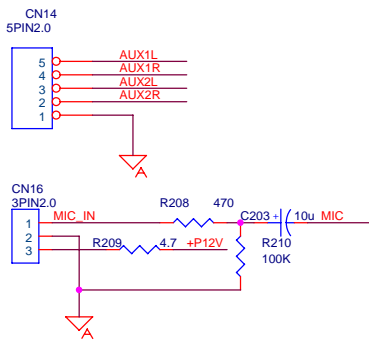 CN14
5PIN2.0
5 AUX1L
4 AUX1R
3 AUX2L
2 AUX2R
1
A
CN16
3PIN2.0
R208 470
1 MIC_IN C203 + 10u MIC
2
3 R209 4.7 +P12V R210
100K
A